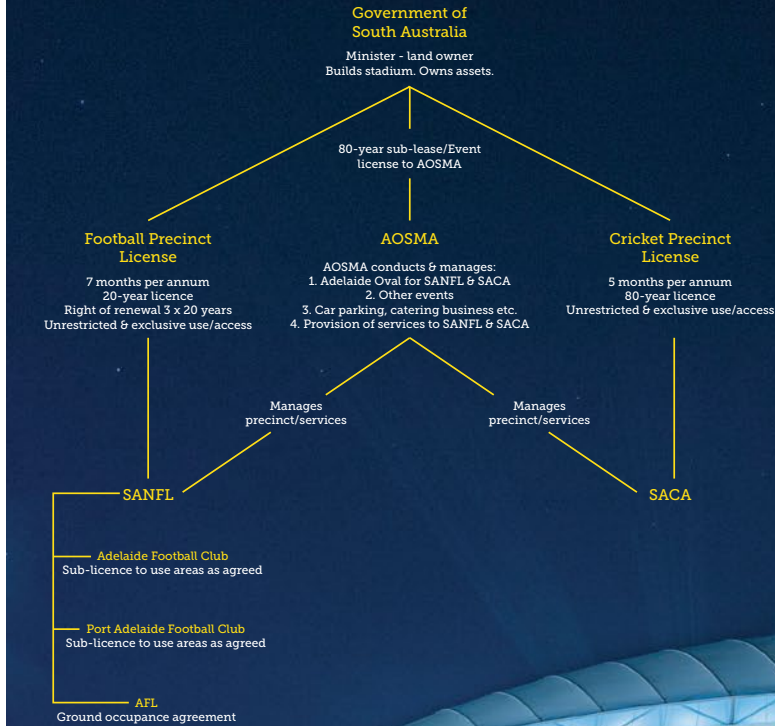 Government of
South Australia
Minister - land owner
Builds stadium. Owns assets.
80-year sub-lease/Event
license to AOSMA
Football Precinct
License
7 months per annum
20-year licence
Right of renewal 3 x 20 years
Unrestricted & exclusive use/access
AOSMA
AOSMA conducts & manages:
1. Adelaide Oval for SANFL & SACA
2. Other events
3. Car parking, catering business etc.
4. Provision of services to SANFL & SACA
Cricket Precinct
License
5 months per annum
80-year licence
Unrestricted & exclusive use/access
Manages
precinct/services
Manages
precinct/services
SANFL
SACA
Adelaide Football Club
Sub-licence to use areas as agreed
Port Adelaide Football Club
Sub-licence to use areas as agreed
AFL
Ground occupance agreement